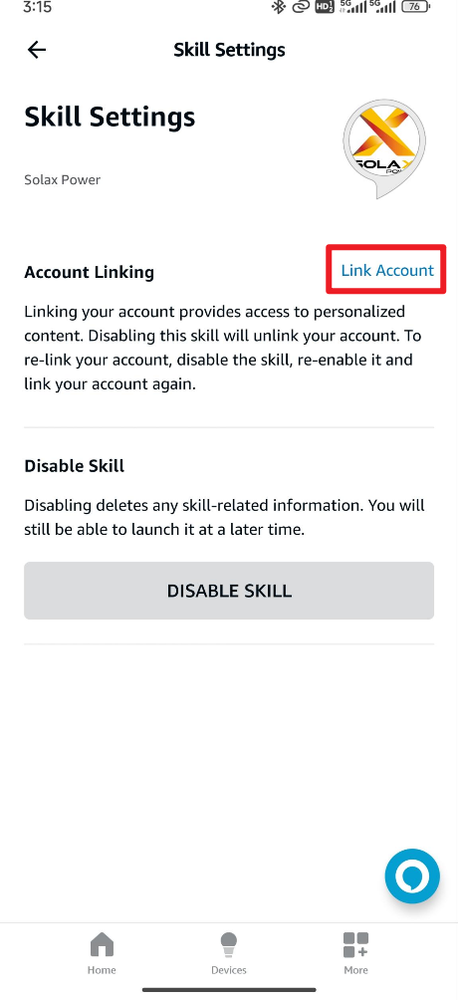 3:15
HD 5G 5G 76
Skill Settings
Skill Settings
Solax Power
SOLAX
POW
Account Linking
Link Account
Linking your account provides access to personalized
content. Disabling this skill will unlink your account. To
re-link your account, disable the skill, re-enable it and
link your account again.
Disable Skill
Disabling deletes any skill-related information. You will
still be able to launch it at a later time.
DISABLE SKILL
Home
Devices
More